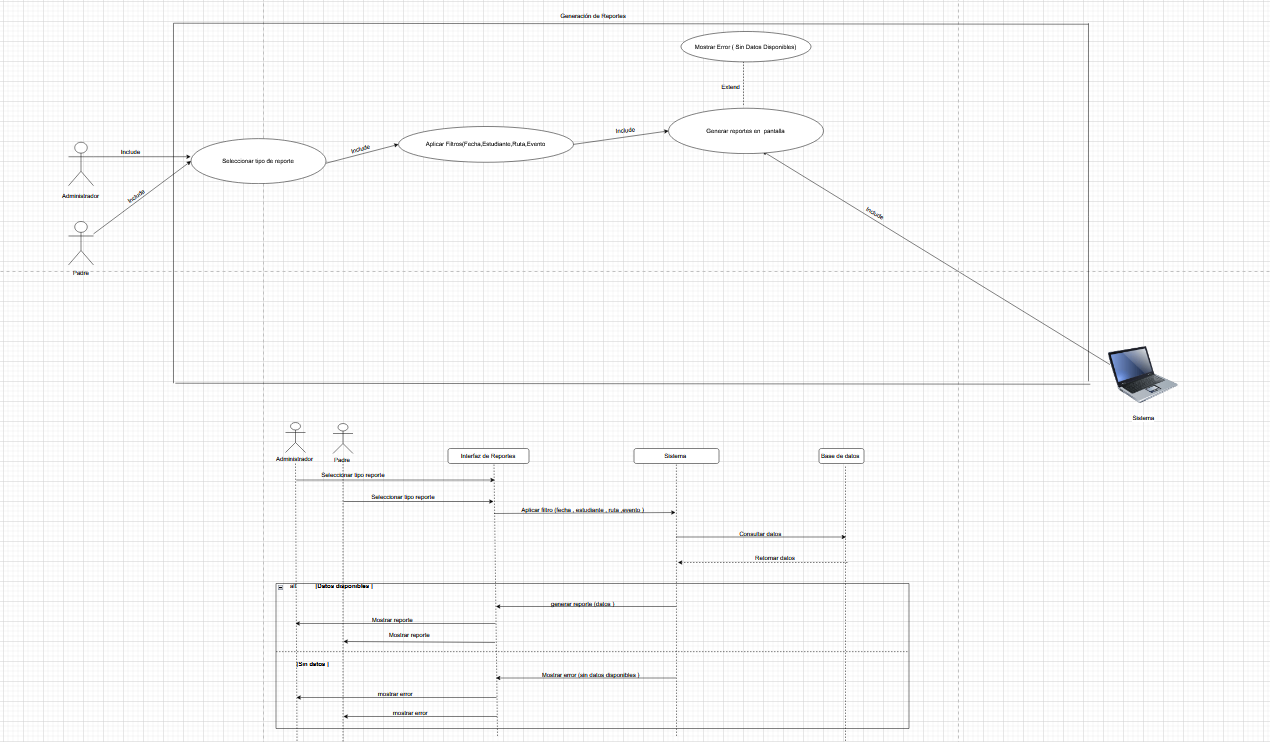 Generación de Reportes
Mostrar Error ( Sin Datos Disponibles)
Extend
Generar reportes en pantalla
Include
Aplicar Filtros(Fecha,Estudiante,Ruta,Evento
Include
Include
Seleccionar tipo de reporte
Administrador
Include
Padre
Include
Sistema
Administrador
Padre
Interfaz de Reportes
Sistema
Base de datos
Seleccionar tipo reporte
Seleccionar tipo reporte
Aplicar filtro (fecha , estudiante , ruta ,evento )
Consultar datos
Retornar datos
alt
[Datos disponibles ]
generar reporte (datos )
Mostrar reporte
Mostrar reporte
[Sin datos ]
Mostrar error (sin datos disponibles )
mostrar error
mostrar error